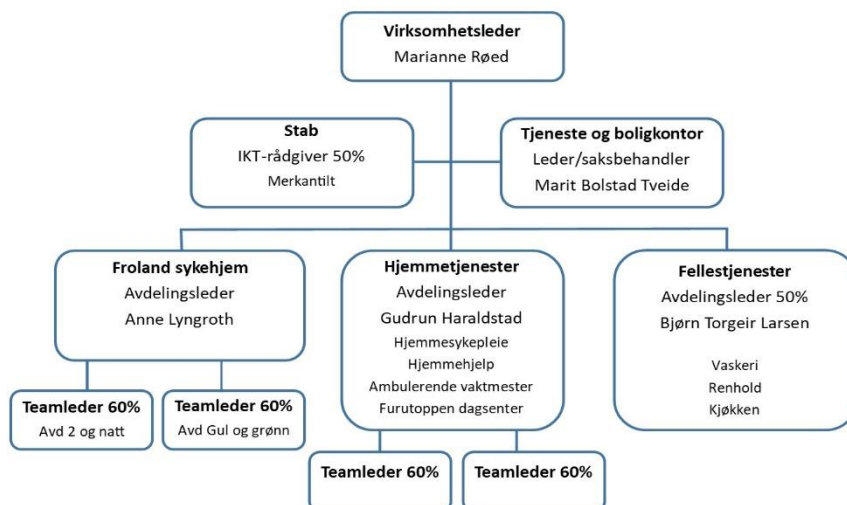 Virksomhetsleder
Marianne Røed
Stab
IKT-rådgiver 50%
Merkantilt
Tjeneste og boligkontor
Leder/saksbehandler
Marit Bolstad Tveide
Froland sykehjem
Avdelingsleder
Anne Lyngroth
Hjemmetjenester
Avdelingsleder
Gudrun Haraldstad
Hjemmesykepleie
Hjemmehjelp
Ambulerende vaktmester
Furutoppen dagsenter
Fellestjenester
Avdelingsleder 50%
Bjørn Torgeir Larsen
Vaskeri
Renhold
Kjøkken
Teamleder 60%
Avd 2 og natt
Teamleder 60%
Avd Gul og grønn
Teamleder 60%
Teamleder 60%